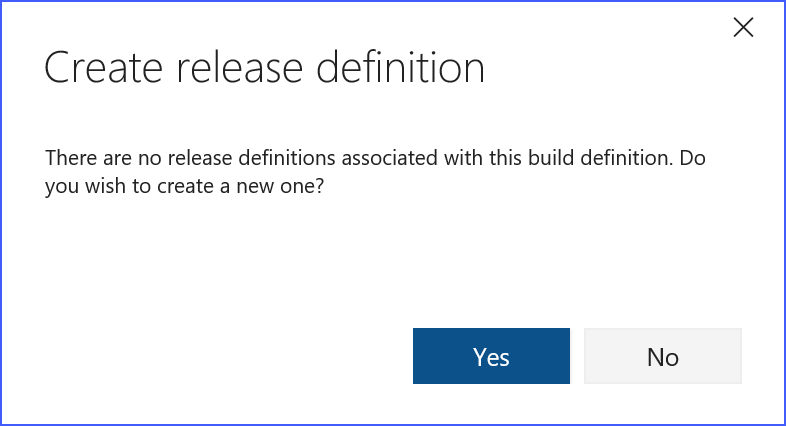 Create release definition
There are no release definitions associated with this build definition. Do
you wish to create a new one?
Yes
No